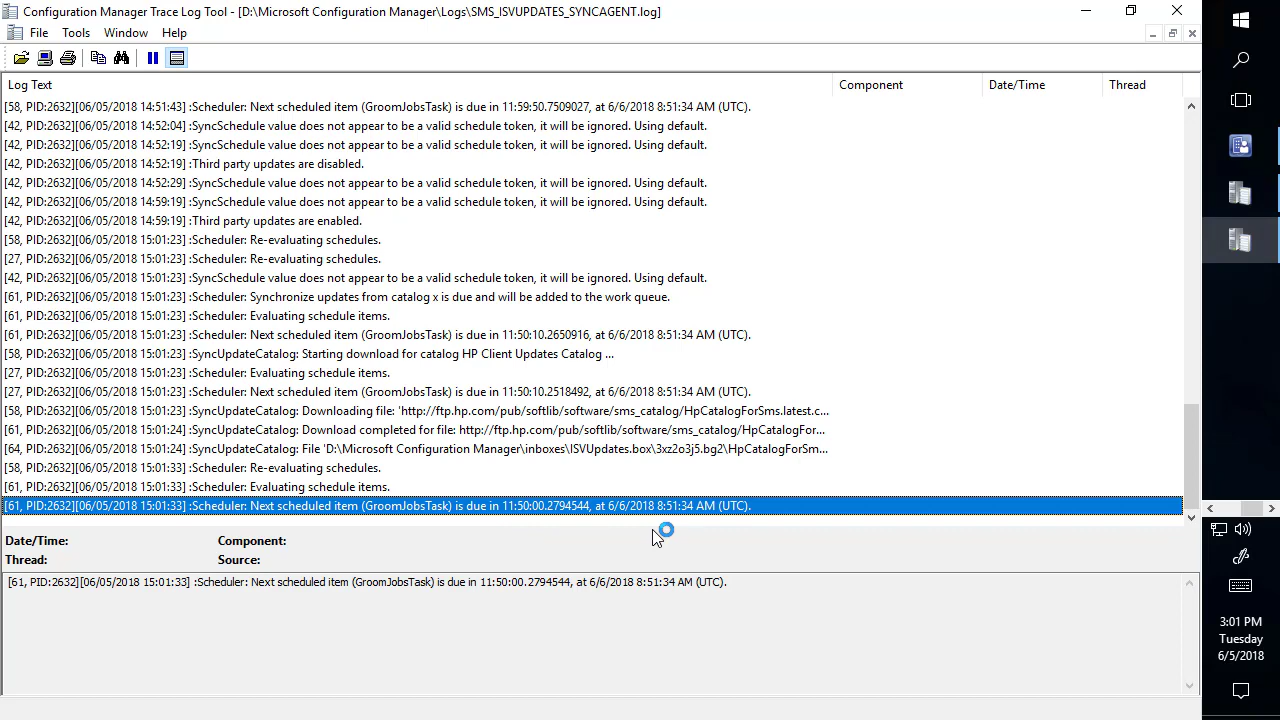 Configuration Manager Trace Log Tool - [D:\Microsoft Configuration Manager\Logs\SMS_ISVUPDATES_SYNCAGENT.log]
File Tools Window Help
Log Text Component Date/Time Thread
[58, PID:2632][06/05/2018 14:51:43] :Scheduler: Next scheduled item (GroomJobsTask) is due in 11:59:50.7509027, at 6/6/2018 8:51:34 AM (UTC).
[42, PID:2632][06/05/2018 14:52:04] :SyncSchedule value does not appear to be a valid schedule token, it will be ignored. Using default.
[42, PID:2632][06/05/2018 14:52:19] :SyncSchedule value does not appear to be a valid schedule token, it will be ignored. Using default.
[42, PID:2632][06/05/2018 14:52:19] :Third party updates are disabled.
[42, PID:2632][06/05/2018 14:52:29] :SyncSchedule value does not appear to be a valid schedule token, it will be ignored. Using default.
[42, PID:2632][06/05/2018 14:59:19] :SyncSchedule value does not appear to be a valid schedule token, it will be ignored. Using default.
[42, PID:2632][06/05/2018 14:59:19] :Third party updates are enabled.
[58, PID:2632][06/05/2018 15:01:23] :Scheduler: Re-evaluating schedules.
[27, PID:2632][06/05/2018 15:01:23] :Scheduler: Re-evaluating schedules.
[42, PID:2632][06/05/2018 15:01:23] :SyncSchedule value does not appear to be a valid schedule token, it will be ignored. Using default.
[61, PID:2632][06/05/2018 15:01:23] :Scheduler: Synchronize updates from catalog x is due and will be added to the work queue.
[61, PID:2632][06/05/2018 15:01:23] :Scheduler: Evaluating schedule items.
[61, PID:2632][06/05/2018 15:01:23] :Scheduler: Next scheduled item (GroomJobsTask) is due in 11:50:10.2650916, at 6/6/2018 8:51:34 AM (UTC).
[58, PID:2632][06/05/2018 15:01:23] :SyncUpdateCatalog: Starting download for catalog HP Client Updates Catalog ...
[27, PID:2632][06/05/2018 15:01:23] :Scheduler: Evaluating schedule items.
[27, PID:2632][06/05/2018 15:01:23] :Scheduler: Next scheduled item (GroomJobsTask) is due in 11:50:10.2518492, at 6/6/2018 8:51:34 AM (UTC).
[58, PID:2632][06/05/2018 15:01:23] :SyncUpdateCatalog: Downloading file: 'http://ftp.hp.com/pub/softlib/software/sms_catalog/HpCatalogForSms.latest.c...
[61, PID:2632][06/05/2018 15:01:24] :SyncUpdateCatalog: Download completed for file: http://ftp.hp.com/pub/softlib/software/sms_catalog/HpCatalogFor...
[64, PID:2632][06/05/2018 15:01:24] :SyncUpdateCatalog: File 'D:\Microsoft Configuration Manager\inboxes\ISVUpdates.box\3xz2o3j5.bg2\HpCatalogForSm...
[58, PID:2632][06/05/2018 15:01:33] :Scheduler: Re-evaluating schedules.
[61, PID:2632][06/05/2018 15:01:33] :Scheduler: Evaluating schedule items.
[61, PID:2632][06/05/2018 15:01:33] :Scheduler: Next scheduled item (GroomJobsTask) is due in 11:50:00.2794544, at 6/6/2018 8:51:34 AM (UTC).
Date/Time: Component:
Thread: Source:
[61, PID:2632][06/05/2018 15:01:33] :Scheduler: Next scheduled item (GroomJobsTask) is due in 11:50:00.2794544, at 6/6/2018 8:51:34 AM (UTC).
3:01 PM
Tuesday
6/5/2018